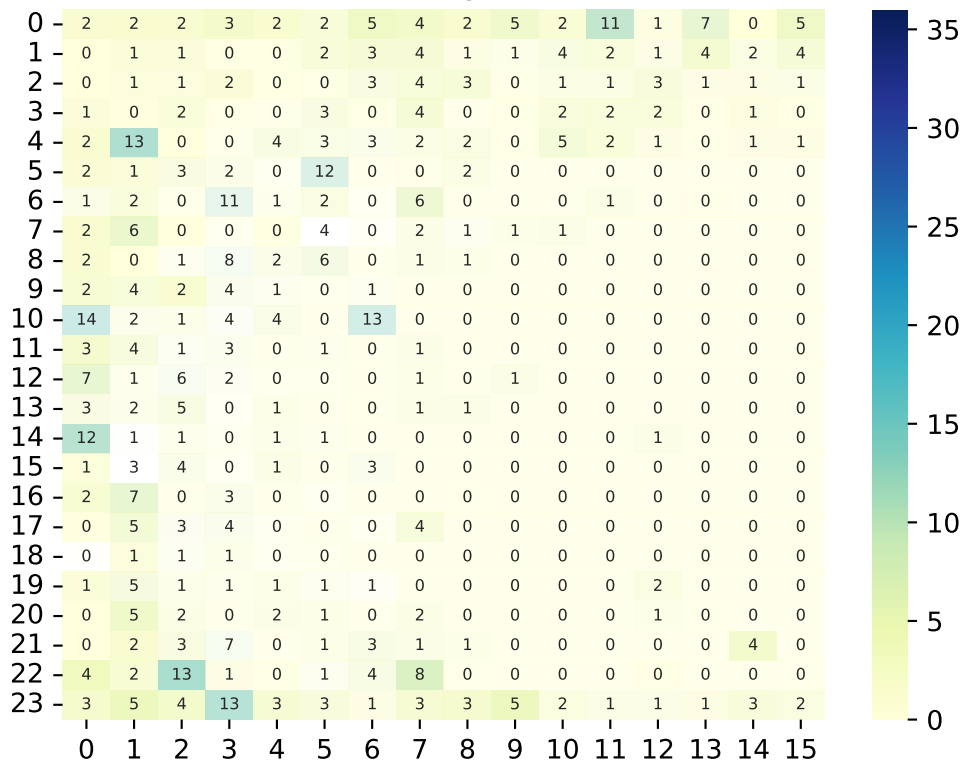 0 2 2 2 3 2 2 5 4 2 5 2 11 1 7 0 5
1 0 1 1 0 0 2 3 4 1 1 4 2 1 4 2 4
2 0 1 1 2 0 0 3 4 3 0 1 1 3 1 1 1
3 1 0 2 0 0 3 0 4 0 0 2 2 2 0 1 0
4 2 13 0 0 4 3 3 2 2 0 5 2 1 0 1 1
5 2 1 3 2 0 12 0 0 2 0 0 0 0 0 0 0
6 1 2 0 11 1 2 0 6 0 0 0 1 0 0 0 0
7 2 6 0 0 0 4 0 2 1 1 1 0 0 0 0 0
8 2 0 1 8 2 6 0 1 1 0 0 0 0 0 0 0
9 2 4 2 4 1 0 1 0 0 0 0 0 0 0 0 0
10 14 2 1 4 4 0 13 0 0 0 0 0 0 0 0 0
11 3 4 1 3 0 1 0 1 0 0 0 0 0 0 0 0
12 7 1 6 2 0 0 0 1 0 1 0 0 0 0 0 0
13 3 2 5 0 1 0 0 1 1 0 0 0 0 0 0 0
14 12 1 1 0 1 1 0 0 0 0 0 0 1 0 0 0
15 1 3 4 0 1 0 3 0 0 0 0 0 0 0 0 0
16 2 7 0 3 0 0 0 0 0 0 0 0 0 0 0 0
17 0 5 3 4 0 0 0 4 0 0 0 0 0 0 0 0
18 0 1 1 1 0 0 0 0 0 0 0 0 0 0 0 0
19 1 5 1 1 1 1 1 0 0 0 0 0 2 0 0 0
20 0 5 2 0 2 1 0 2 0 0 0 0 1 0 0 0
21 0 2 3 7 0 1 3 1 1 0 0 0 0 0 4 0
22 4 2 13 1 0 1 4 8 0 0 0 0 0 0 0 0
23 3 5 4 13 3 3 1 3 3 5 2 1 1 1 3 2
0 1 2 3 4 5 6 7 8 9 10 11 12 13 14 15
35
30
25
20
15
10
5
0